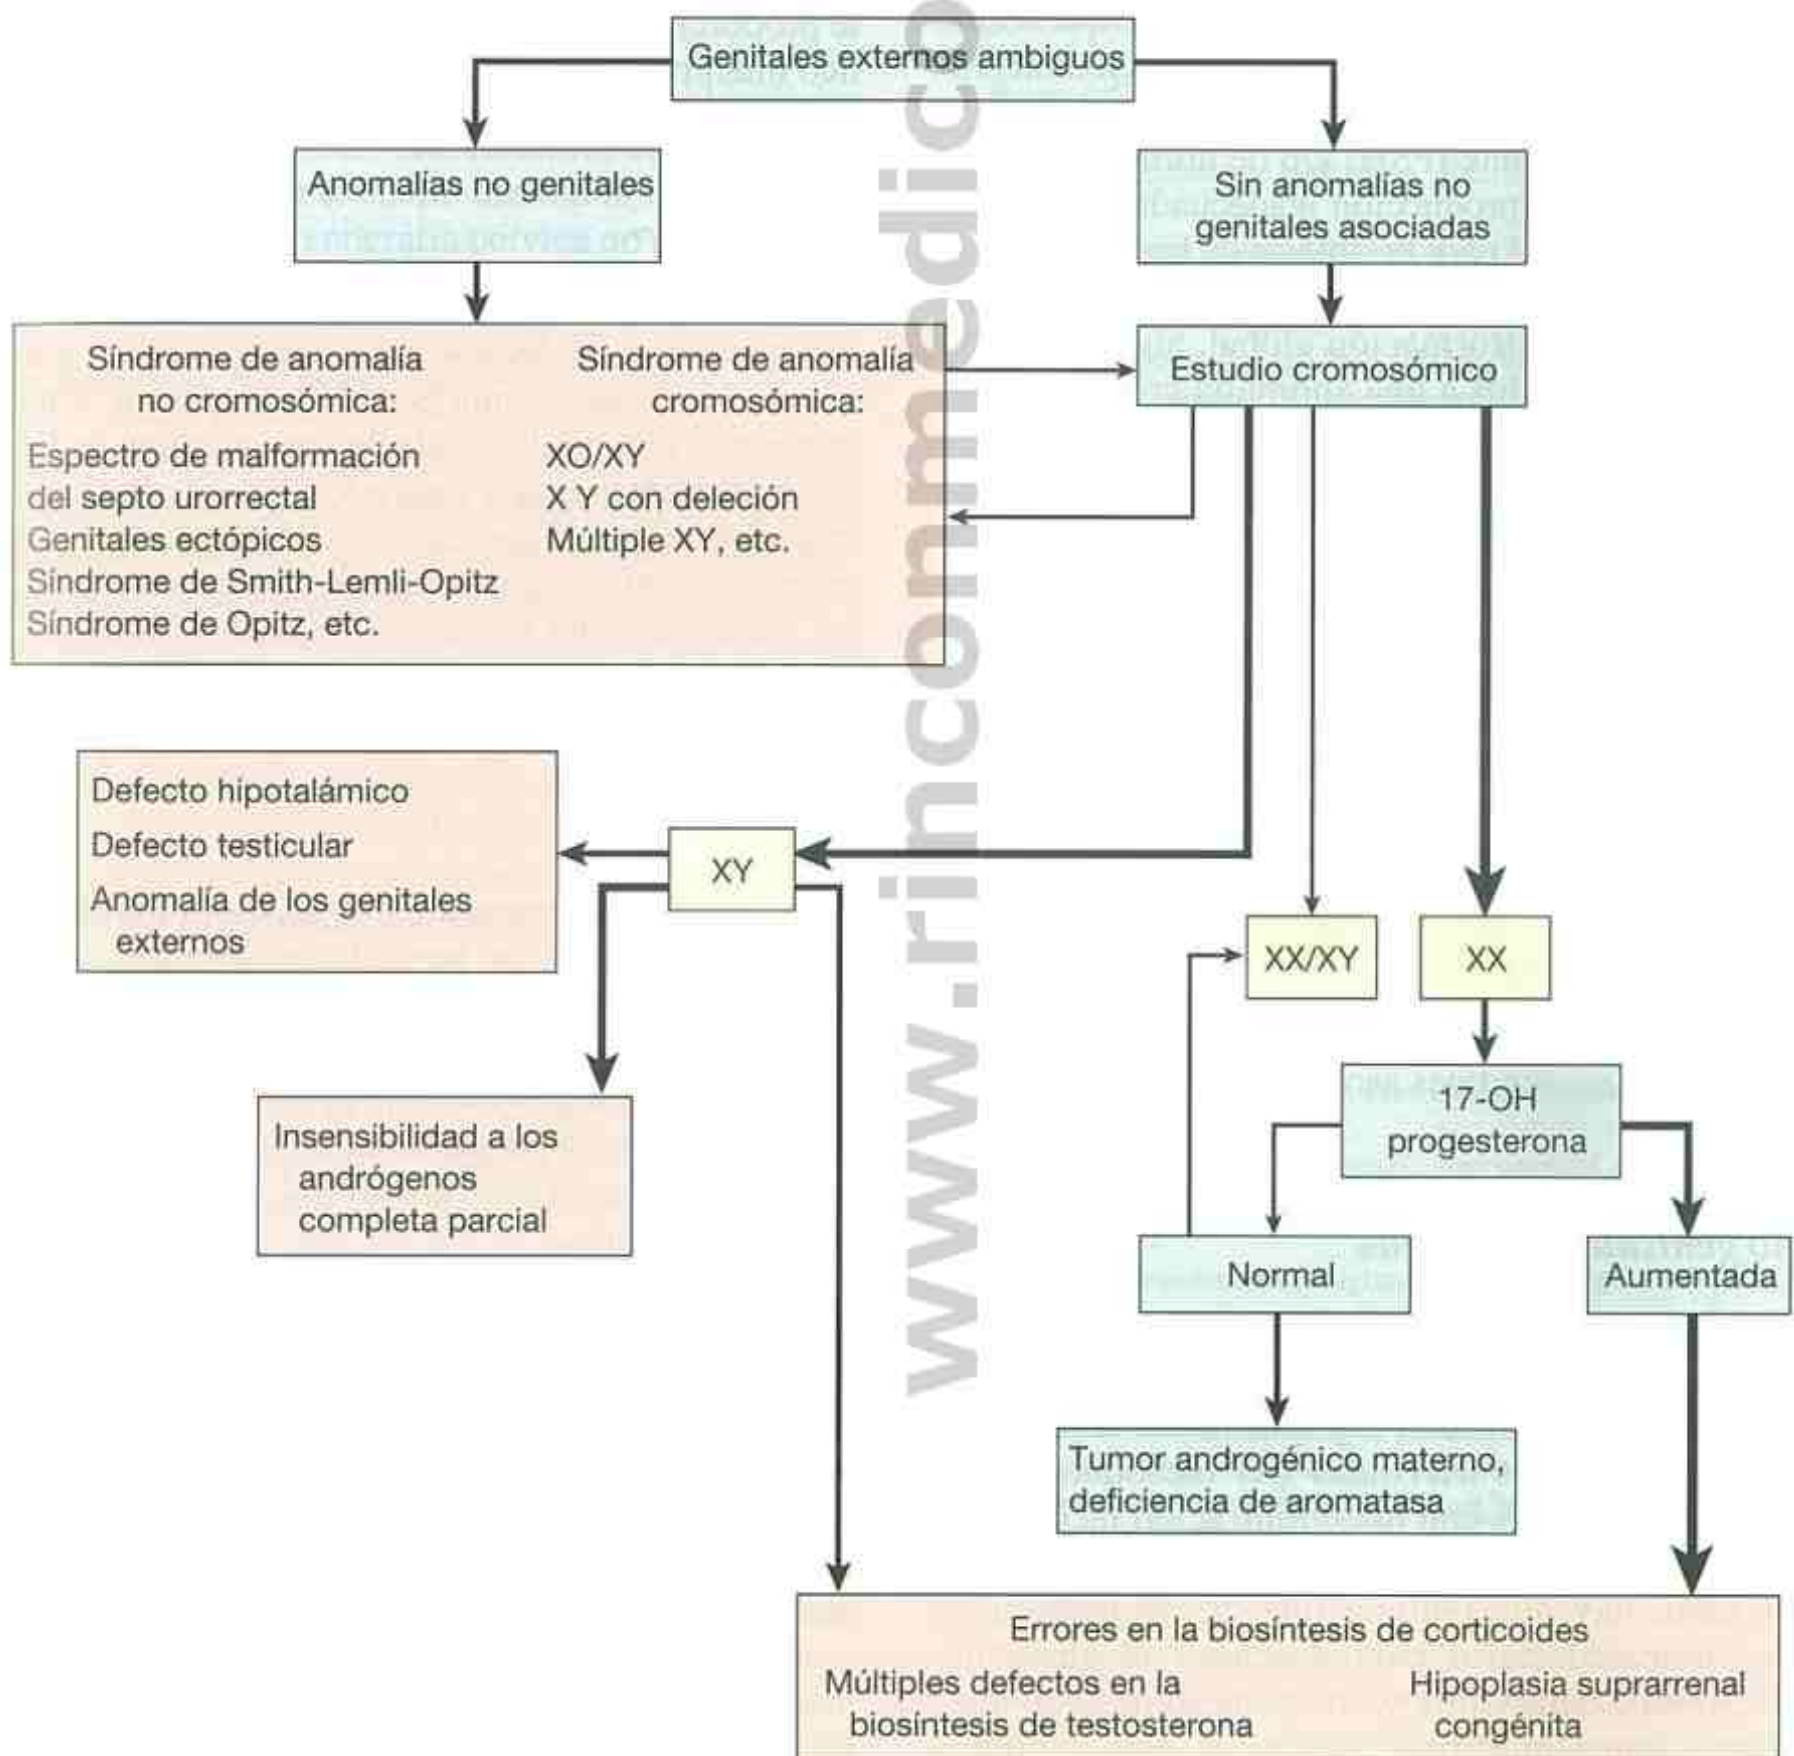 Genitales externos ambiguos
Anomalías no genitales
Sin anomalías no
genitales asociadas
Síndrome de anomalía
no cromosómica:
Síndrome de anomalía
cromosómica:
Espectro de malformación
del septo urorrectal
Genitales ectópicos
Síndrome de Smith-Lemli-Opitz
Síndrome de Opitz, etc.
XO/XY
X Y con deleción
Múltiple XY, etc.
Estudio cromosómico
Defecto hipotalámico
Defecto testicular
Anomalía de los genitales
externos
XY
XX/XY
XX
Insensibilidad a los
andrógenos
completa parcial
17-OH
progesterona
Normal
Aumentada
Tumor androgénico materno,
deficiencia de aromatasa
Errores en la biosíntesis de corticoides
Múltiples defectos en la
biosíntesis de testosterona
Hipoplasia suprarrenal
congénita
www.rinconmedico